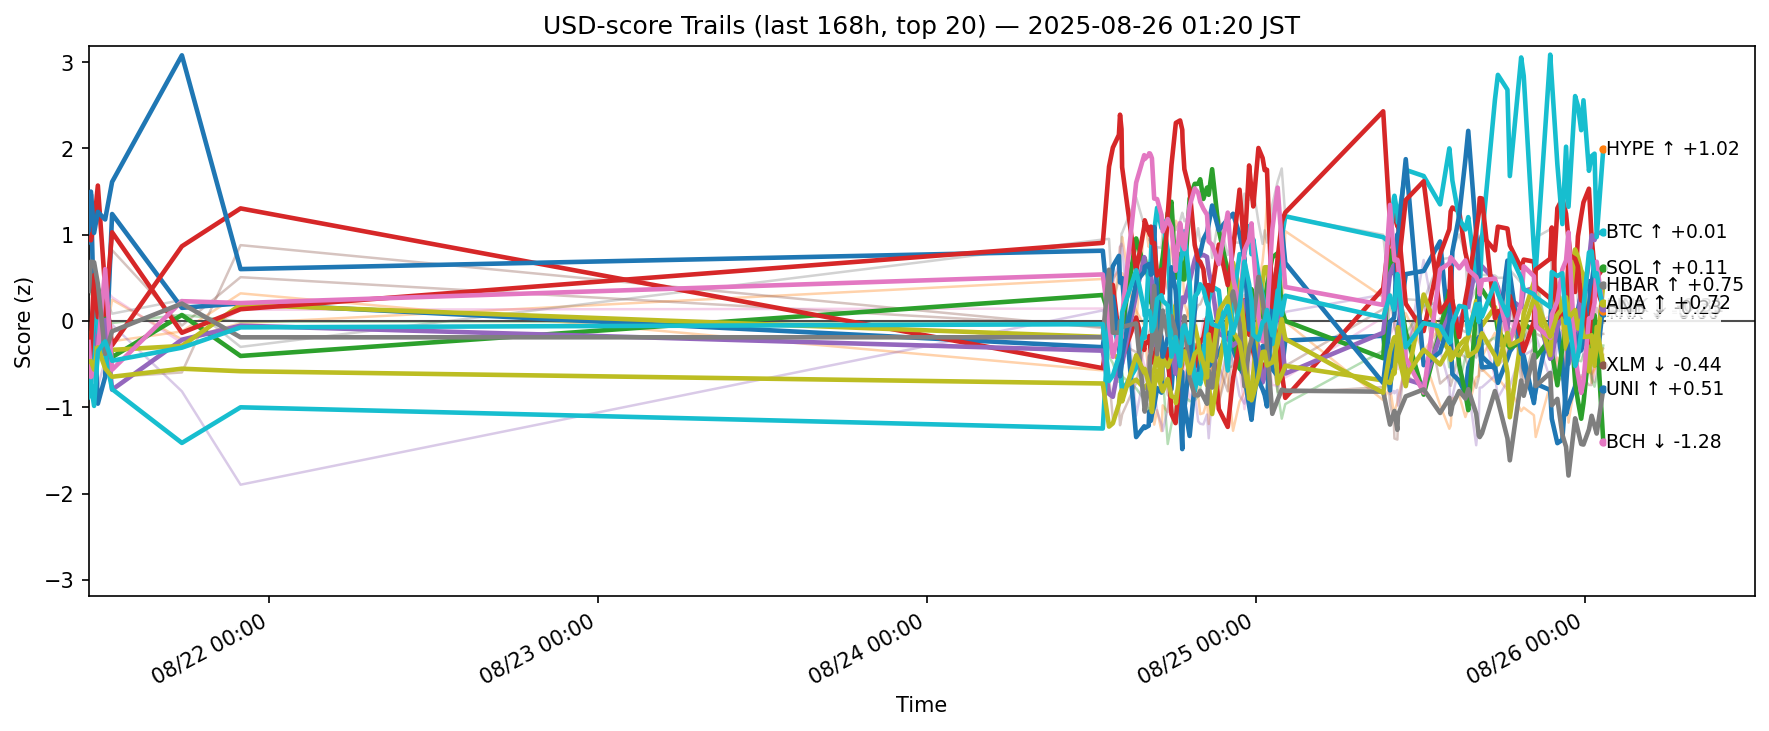 USD-score Trails (last 168h, top 20) — 2025-08-26 01:20 JST
Score (z)
3
2
1
0
−1
−2
−3
HYPE ↑ +1.02
BTC ↑ +0.01
SOL ↑ +0.11
HBAR ↑ +0.75
ADA ↑
XLM ↓ -0.44
UNI ↑ +0.51
BCH ↓ -1.28
08/22 00:00
08/23 00:00
08/24 00:00
08/25 00:00
08/26 00:00
Time